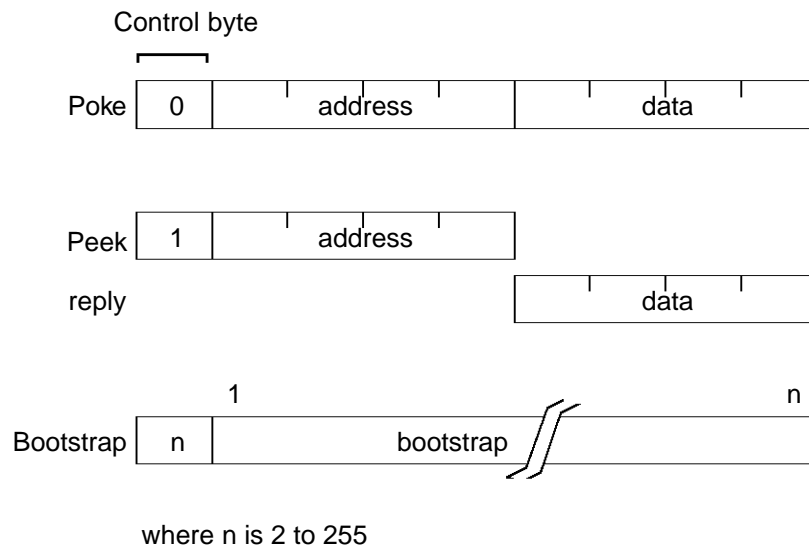 Control byte
Poke 0 address data
Peek 1 address
reply data
1 n
Bootstrap n bootstrap
where n is 2 to 255